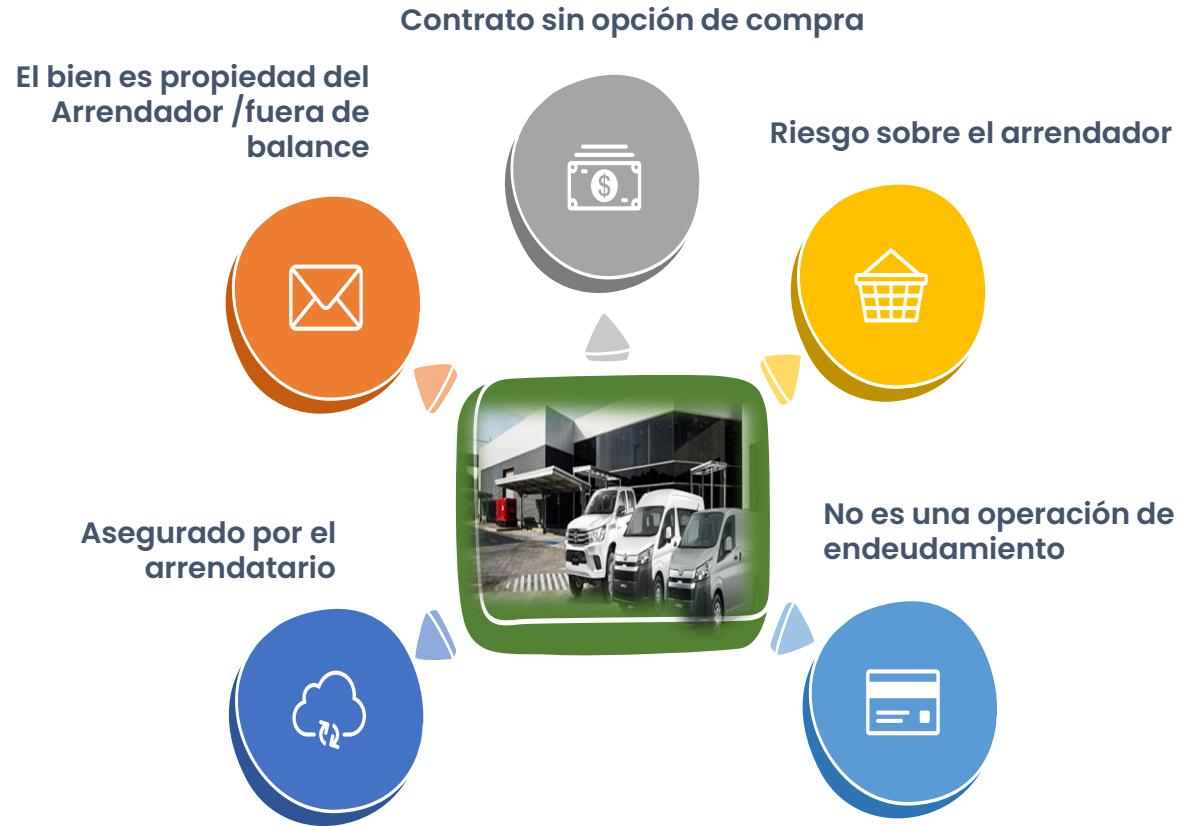 Contrato sin opción de compra
El bien es propiedad del
Arrendador /fuera de
balance
Riesgo sobre el arrendador
$
Asegurado por el
arrendatario
No es una operación de
endeudamiento